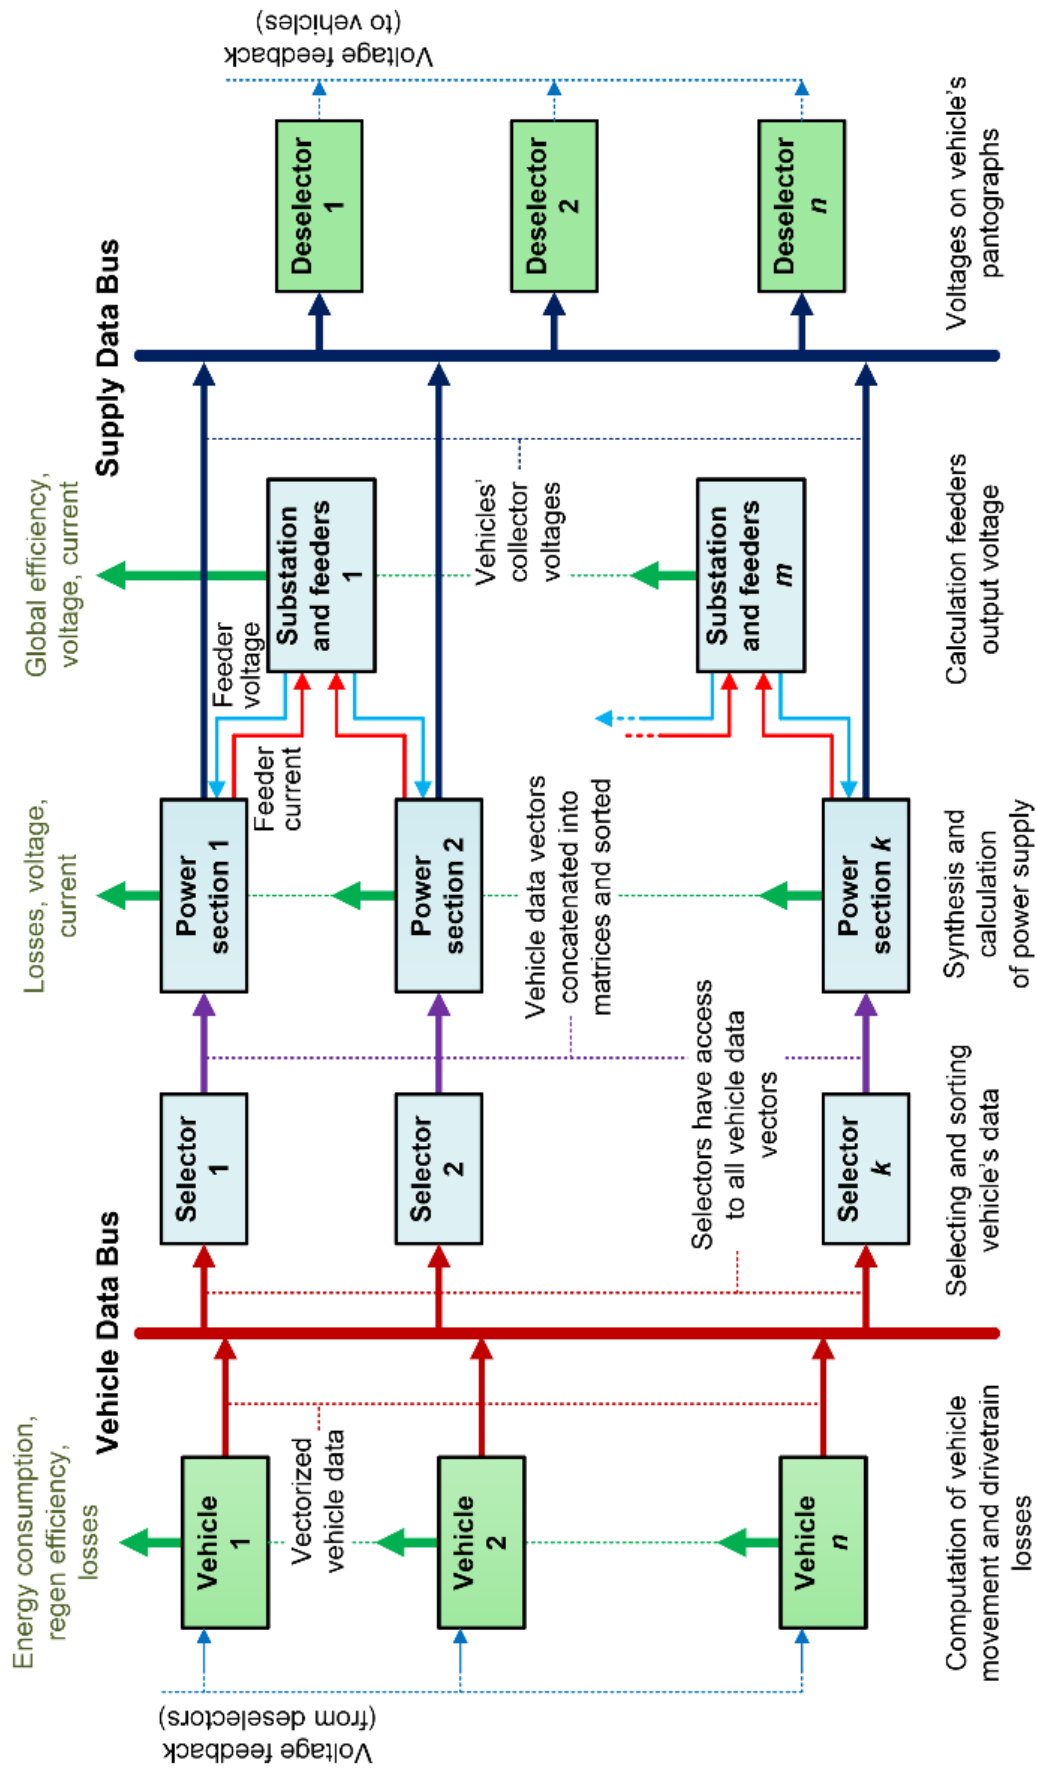 Energy consumption,
regen efficiency,
losses
Losses, voltage,
current
Global efficiency,
voltage, current
Vehicle Data Bus
Supply Data Bus
Voltage feedback
(from deselectors)
Vehicle
1
Vehicle
2
Vehicle
n
Vectorized
vehicle data
Selector
1
Selector
2
Selector
k
Selectors have access
to all vehicle data
vectors
Power
section 1
Power
section 2
Power
section k
Vehicle data vectors
concatenated into
matrices and sorted
Feeder
voltage
Feeder
current
Substation
and feeders
1
Substation
and feeders
m
Vehicles'
collector
voltages
Deselector
1
Deselector
2
Deselector
n
Voltage feedback
(to vehicles)
Computation of vehicle
movement and drivetrain
losses
Selecting and sorting
vehicle's data
Synthesis and
calculation
of power supply
Calculation feeders
output voltage
Voltages on vehicle's
pantographs